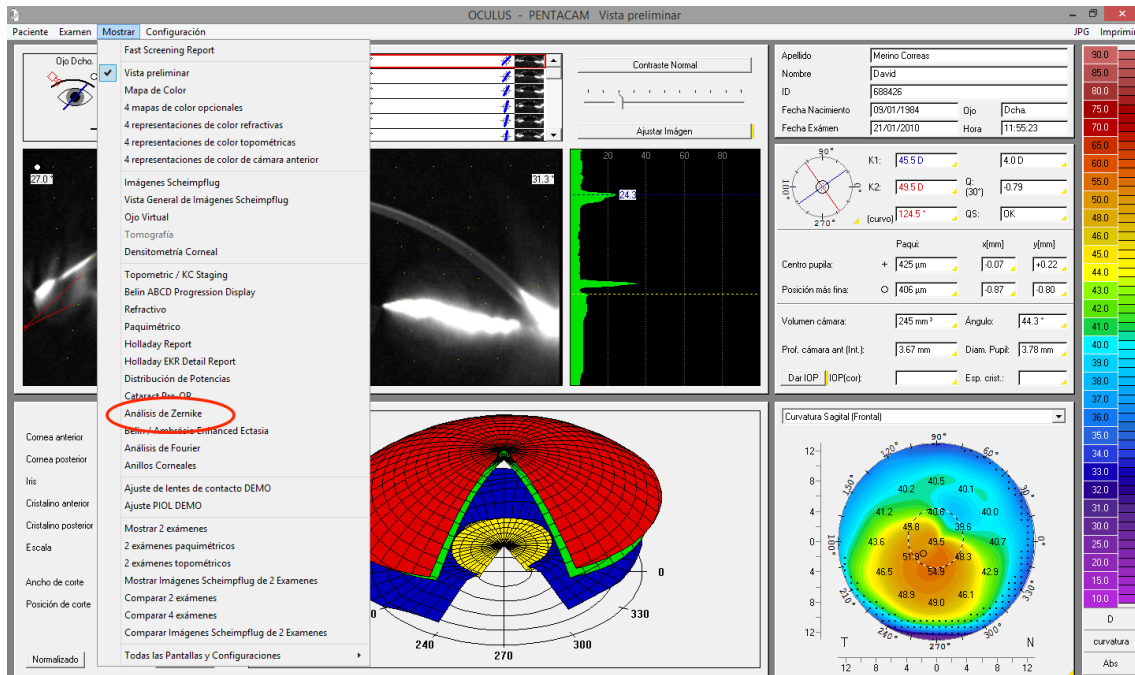 OCULUS - PENTACAM Vista preliminar
Paciente Examen Mostrar Configuración
JPG Imprimir
Ojo Dcho.
Fast Screening Report
Vista preliminar
Mapa de Color
4 mapas de color opcionales
4 representaciones de color refractivas
4 representaciones de color topométricas
4 representaciones de color de cámara anterior
Imágenes Scheimpflug
Vista General de Imágenes Scheimpflug
Ojo Virtual
Tomografía
Densitometría Corneal
Topometric / KC Staging
Belin ABCD Progression Display
Refractivo
Paquimétrico
Holladay Report
Holladay EKR Detail Report
Distribución de Potencias
Cataract Pre-OP
Análisis de Zernike
Belin / Ambrósio Enhanced Ectasia
Análisis de Fourier
Anillos Corneales
Ajuste de lentes de contacto DEMO
Ajuste PIOL DEMO
Mostrar 2 exámenes
2 exámenes paquimétricos
2 exámenes topométricos
Mostrar Imágenes Scheimpflug de 2 Examenes
Comparar 2 exámenes
Comparar 4 exámenes
Comparar Imágenes Scheimpflug de 2 Examenes
Todas las Pantallas y Configuraciones
Contraste Normal
Ajustar Imágen
27.0 °
31.3 °
20 40 60 80
24.3
Cornea anterior
Cornea posterior
Iris
Cristalino anterior
Cristalino posterior
Escala
Ancho de corte
Posición de corte
Normalizado
0
330
300
270
240
Apellido Merino Correas
Nombre David
ID 688426
Fecha Nacimiento 09/01/1984 Ojo Dcha.
Fecha Exámen 21/01/2010 Hora 11:55:23
90°
180°
0°
270°
K1: 45.5 D 4.0 D
K2: 49.5 D Q: (30°) -0.79
(curvo) 124.5 ° QS: OK
Paqui: x[mm] y[mm]
Centro pupila: + 425 µm -0.07 +0.22
Posición más fina: O 406 µm -0.87 -0.80
Volumen cámara: 245 mm³ Ángulo: 44.3 °
Prof. cámara ant (Int.): 3.67 mm Diam. Pupil: 3.78 mm
Dar IOP IOP(cor): Esp. crist.:
Curvatura Sagital (Frontal)
12
8
4
0
4
8
12
90°
120°
60°
150°
30°
180°
0°
210°
330°
240°
300°
270°
40.5
40.2 40.1
41.2 40.6 40.0
45.8 39.6
43.6 49.5 40.7
51.9 48.3
46.5 54.9 42.9
48.9 49.0 46.1
T N
12 8 4 0 4 8 12
90.0
85.0
80.0
75.0
70.0
65.0
60.0
55.0
50.0
48.0
46.0
45.0
44.0
43.0
42.0
41.0
40.0
39.0
38.0
37.0
36.0
35.0
34.0
33.0
32.0
31.0
30.0
25.0
20.0
15.0
10.0
D
curvatura
Abs